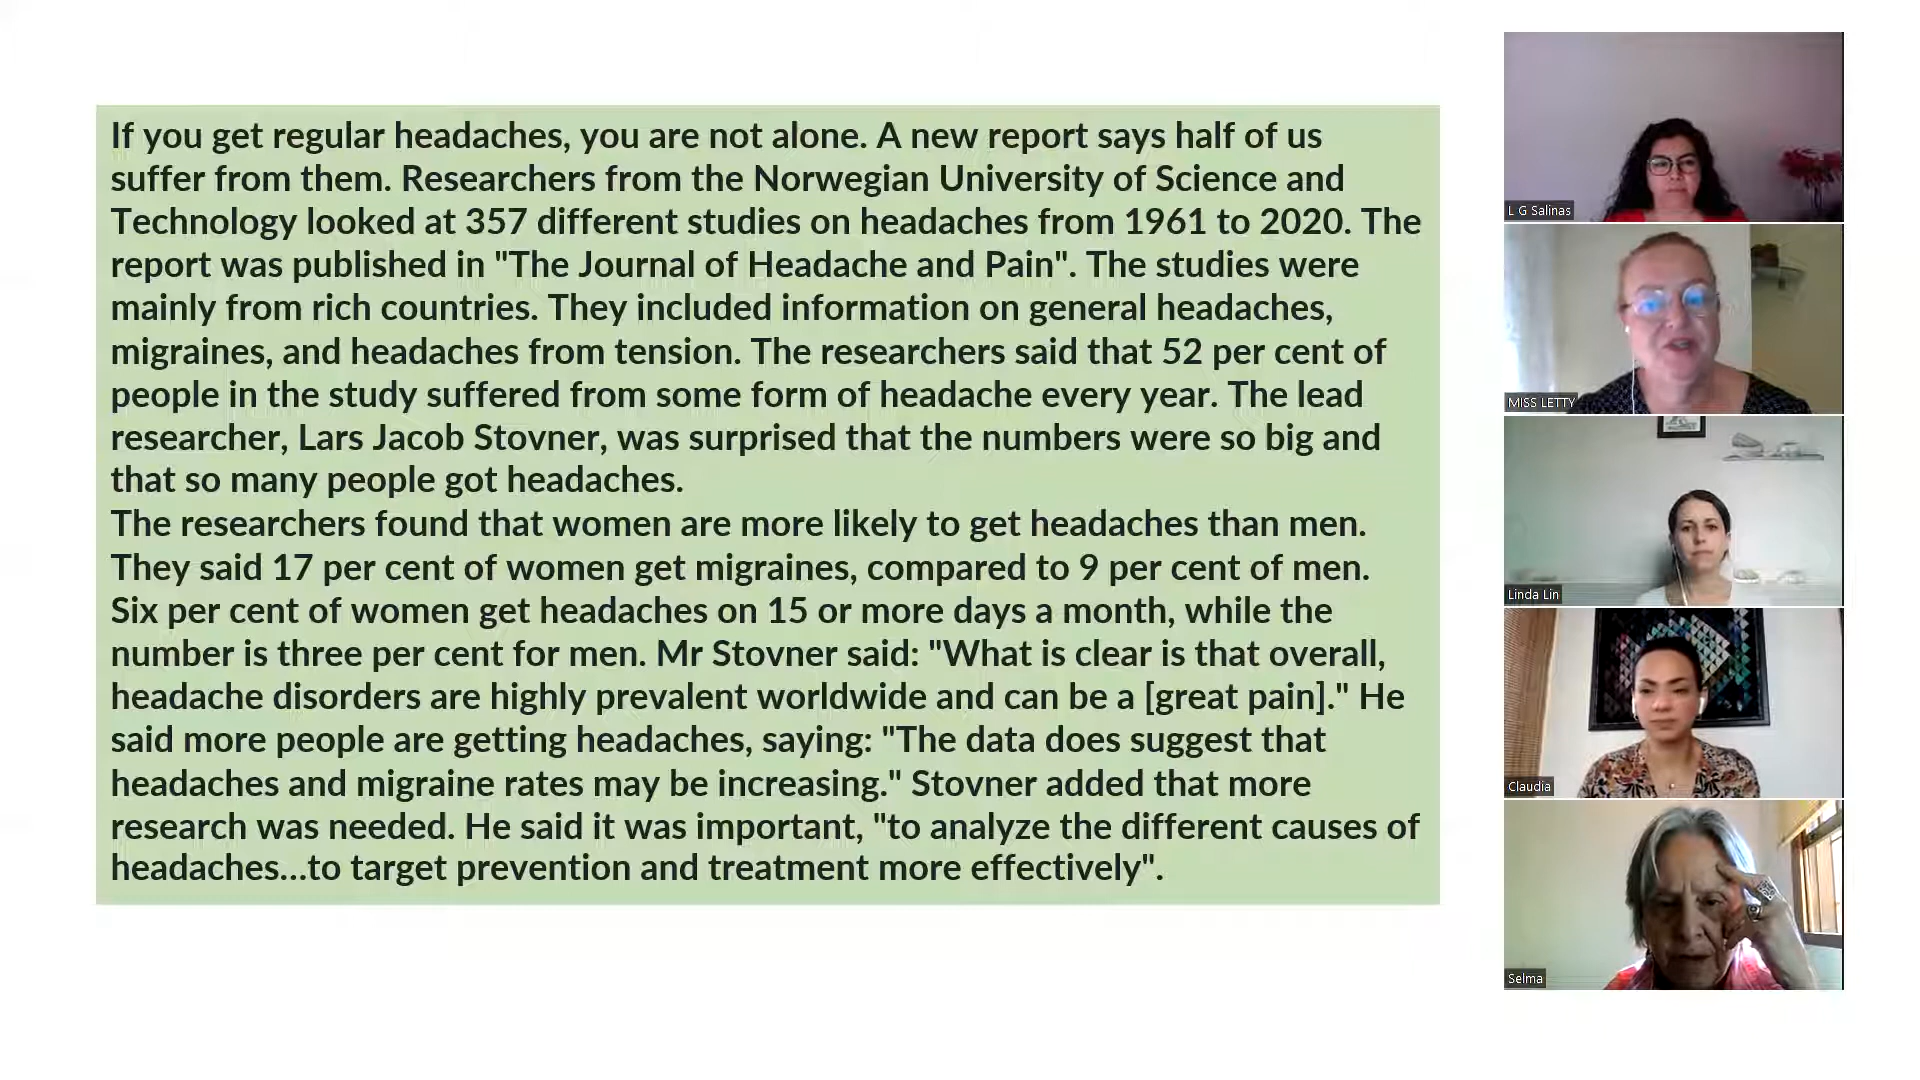 If you get regular headaches, you are not alone. A new report says half of us
suffer from them. Researchers from the Norwegian University of Science and
Technology looked at 357 different studies on headaches from 1961 to 2020. The
report was published in "The Journal of Headache and Pain". The studies were
mainly from rich countries. They included information on general headaches,
migraines, and headaches from tension. The researchers said that 52 per cent of
people in the study suffered from some form of headache every year. The lead
researcher, Lars Jacob Stovner, was surprised that the numbers were so big and
that so many people got headaches.
The researchers found that women are more likely to get headaches than men.
They said 17 per cent of women get migraines, compared to 9 per cent of men.
Six per cent of women get headaches on 15 or more days a month, while the
number is three per cent for men. Mr Stovner said: "What is clear is that overall,
headache disorders are highly prevalent worldwide and can be a [great pain]." He
said more people are getting headaches, saying: "The data does suggest that
headaches and migraine rates may be increasing." Stovner added that more
research was needed. He said it was important, "to analyze the different causes of
headaches...to target prevention and treatment more effectively".
L G Salinas
MISS LETTY
Linda Lin
Claudia
Selma